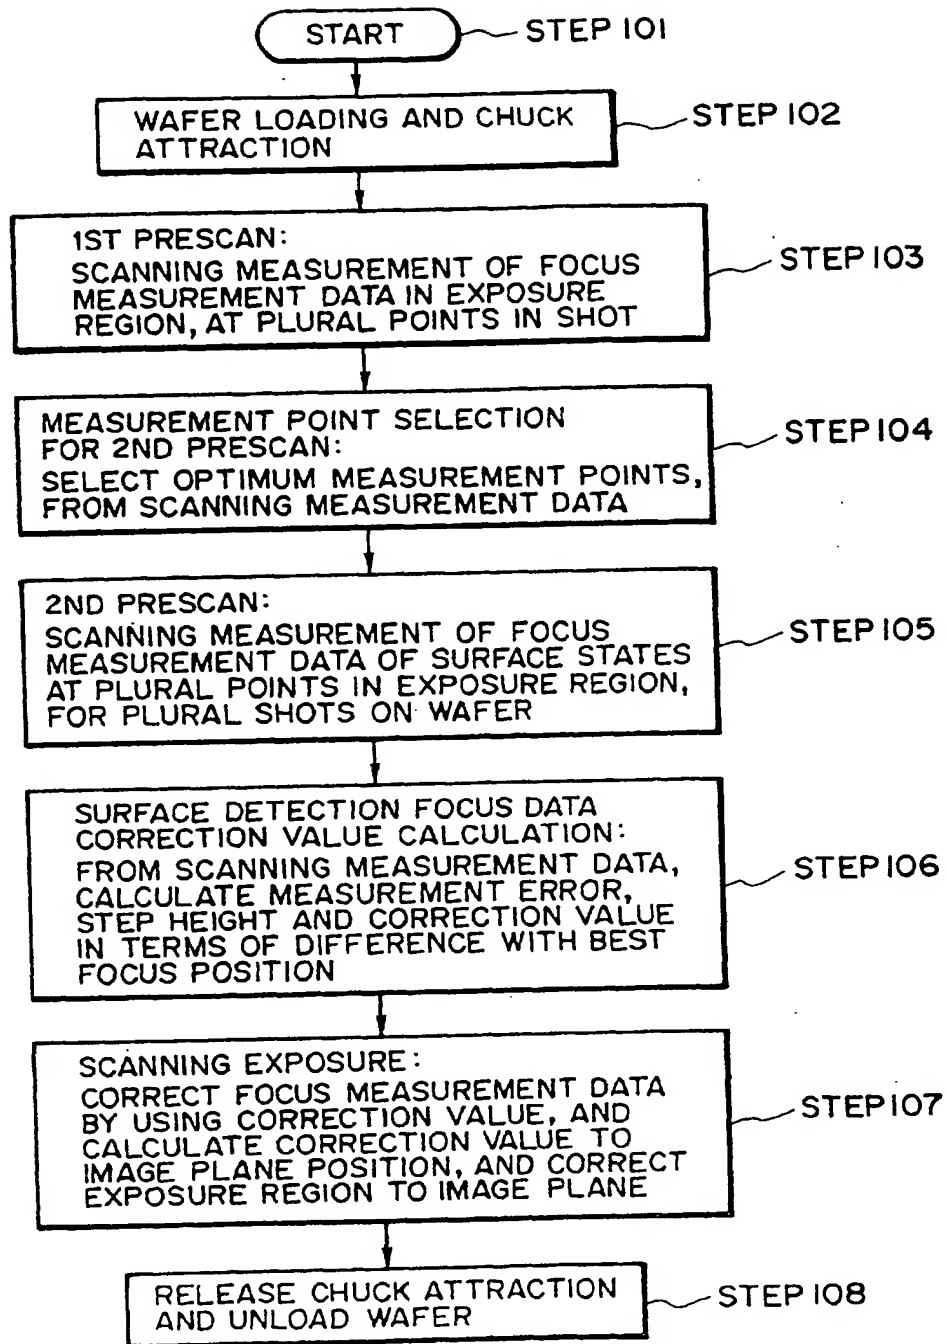 START
STEP 101
WAFER LOADING AND CHUCK
ATTRACTION
STEP 102
1ST PRESCAN:
SCANNING MEASUREMENT OF FOCUS
MEASUREMENT DATA IN EXPOSURE
REGION, AT PLURAL POINTS IN SHOT
STEP 103
MEASUREMENT POINT SELECTION
FOR 2ND PRESCAN:
SELECT OPTIMUM MEASUREMENT POINTS,
FROM SCANNING MEASUREMENT DATA
STEP 104
2ND PRESCAN:
SCANNING MEASUREMENT OF FOCUS
MEASUREMENT DATA OF SURFACE STATES
AT PLURAL POINTS IN EXPOSURE REGION,
FOR PLURAL SHOTS ON WAFER
STEP 105
SURFACE DETECTION FOCUS DATA
CORRECTION VALUE CALCULATION:
FROM SCANNING MEASUREMENT DATA,
CALCULATE MEASUREMENT ERROR,
STEP HEIGHT AND CORRECTION VALUE
IN TERMS OF DIFFERENCE WITH BEST
FOCUS POSITION
STEP 106
SCANNING EXPOSURE:
CORRECT FOCUS MEASUREMENT DATA
BY USING CORRECTION VALUE, AND
CALCULATE CORRECTION VALUE TO
IMAGE PLANE POSITION, AND CORRECT
EXPOSURE REGION TO IMAGE PLANE
STEP 107
RELEASE CHUCK ATTRACTION
AND UNLOAD WAFER
STEP 108